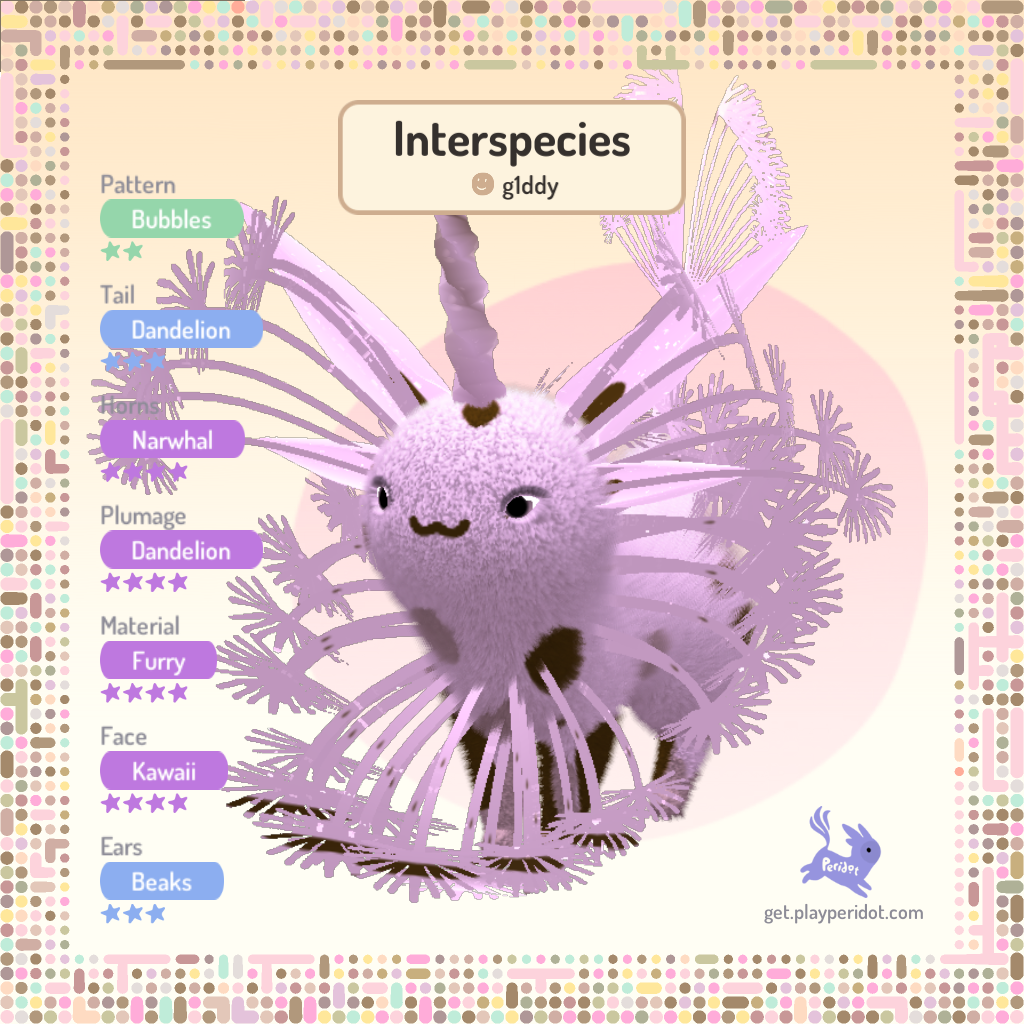 Interspecies
g1ddy
Pattern
Bubbles
Tail
Dandelion
Horns
Narwhal
Plumage
Dandelion
Material
Furry
Face
Kawaii
Ears
Beaks
Peridot
get.playperidot.com